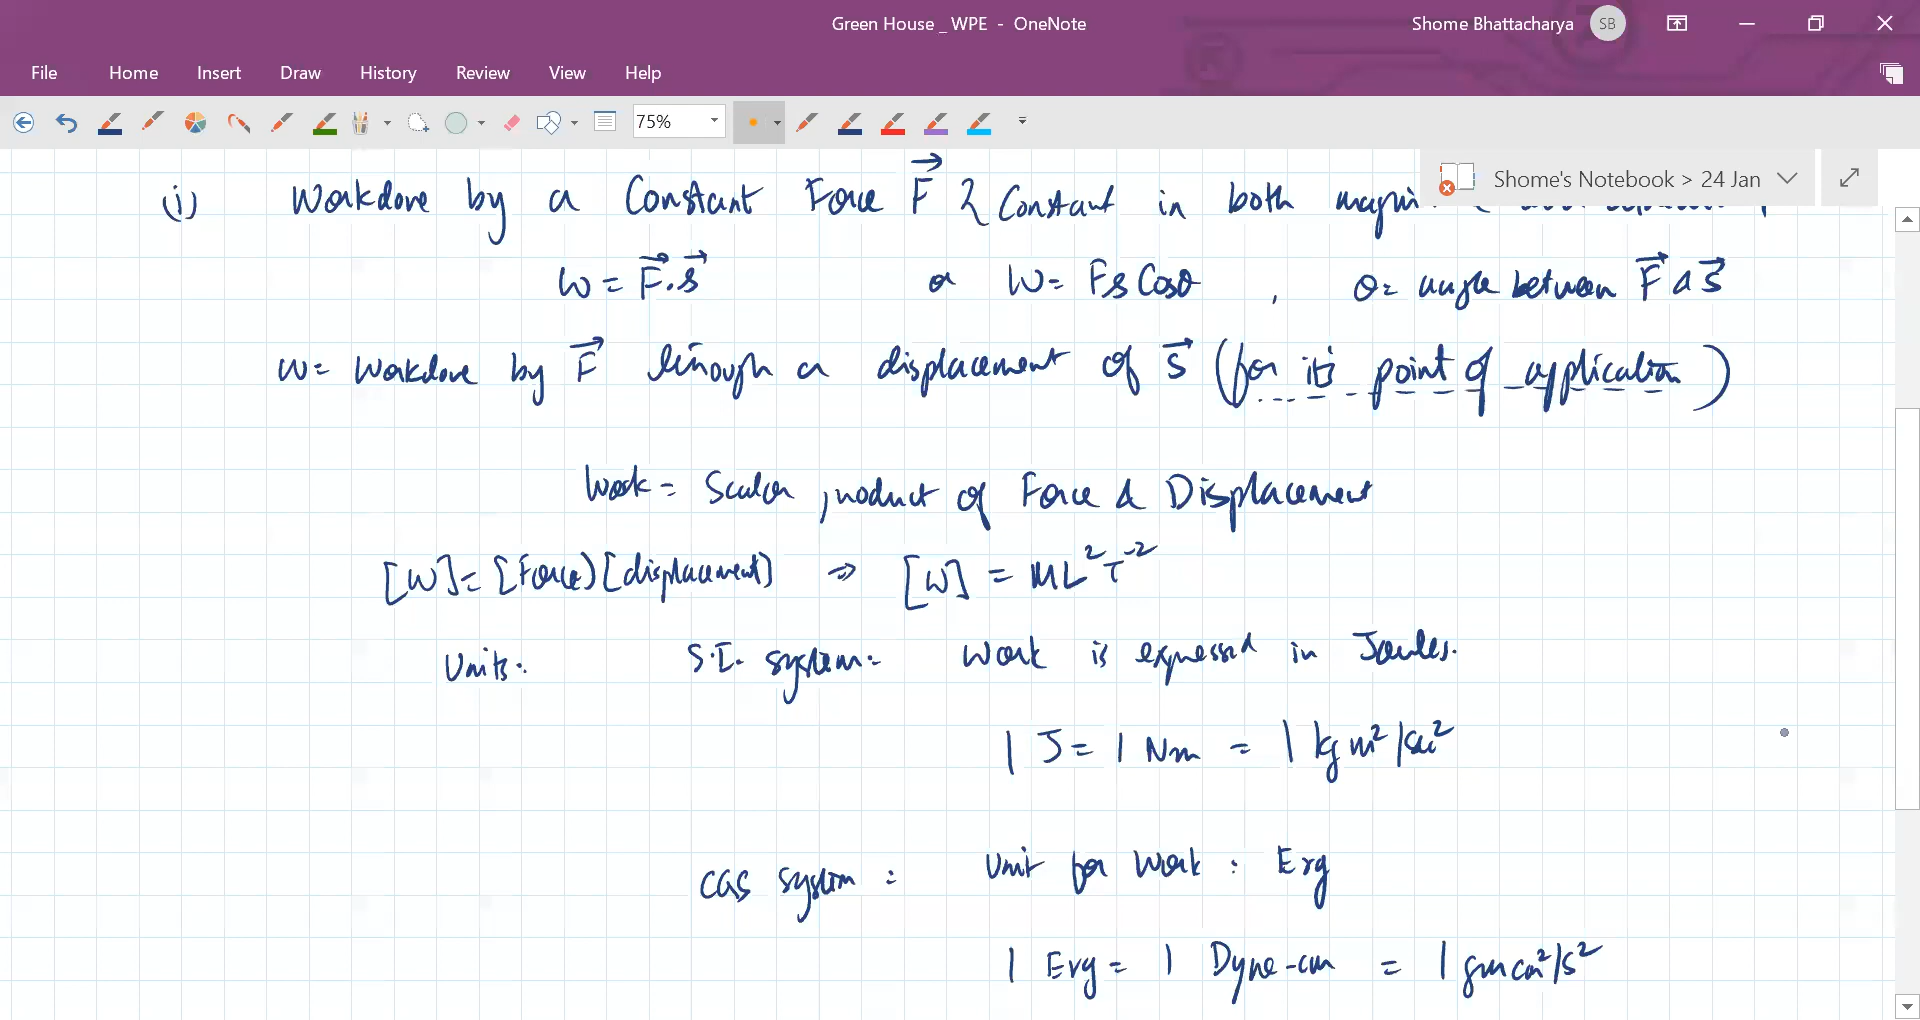 Green House _ WPE - OneNote
Shome Bhattacharya SB
File Home Insert Draw History Review View Help
75%
Shome's Notebook > 24 Jan
(i) Workdone by a Constant Force F⃗ { Constant in both magni
W = F⃗.s⃗ or W = Fs Cosθ , θ = angle between F⃗ & s⃗
W = Workdone by F⃗ through a displacement of s⃗ (for it's point of application)
Work = Scalar product of Force & Displacement
[W] = [Force][displacement] ⇒ [W] = ML²T⁻²
Units: S.I. system: Work is expressed in Joules.
1 J = 1 Nm = 1 kg m²/sec²
CGS system: Unit for Work : Erg
1 Erg = 1 Dyne-cm = 1 gm cm²/s²